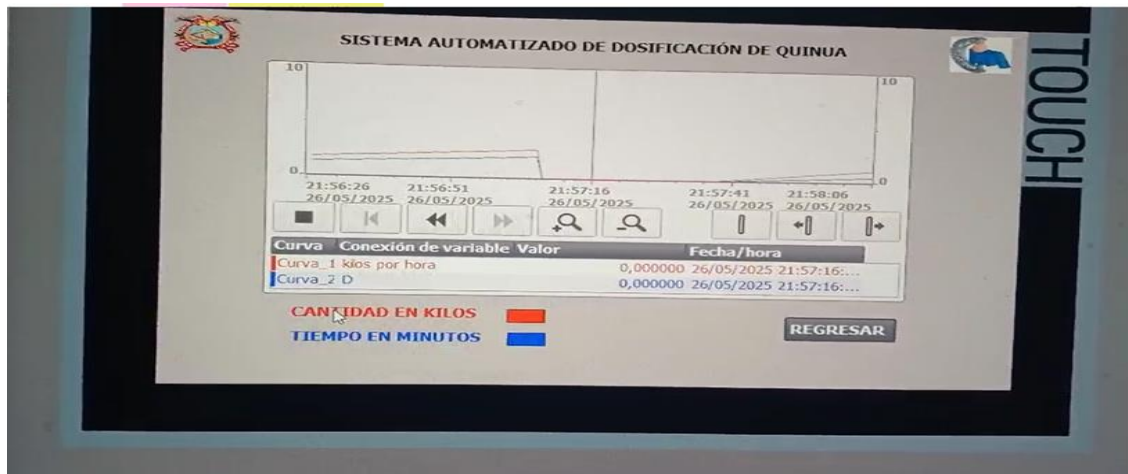 SISTEMA AUTOMATIZADO DE DOSIFICACIÓN DE QUINUA
TOUCH
10 10
0 0
21:56:26 21:56:51 21:57:16 21:57:41 21:58:06
26/05/2025 26/05/2025 26/05/2025 26/05/2025 26/05/2025
Curva Conexión de variable Valor Fecha/hora
Curva_1 kilos por hora 0,000000 26/05/2025 21:57:16:...
Curva_2 D 0,000000 26/05/2025 21:57:16:...
CANTIDAD EN KILOS
TIEMPO EN MINUTOS
REGRESAR